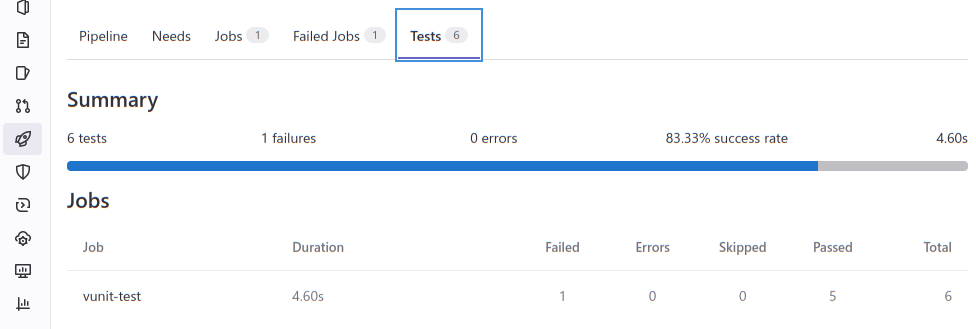 Pipeline Needs Jobs 1 Failed Jobs 1 Tests 6
Summary
6 tests 1 failures 0 errors 83.33% success rate 4.60s
Jobs
Job Duration Failed Errors Skipped Passed Total
vunit-test 4.60s 1 0 0 5 6